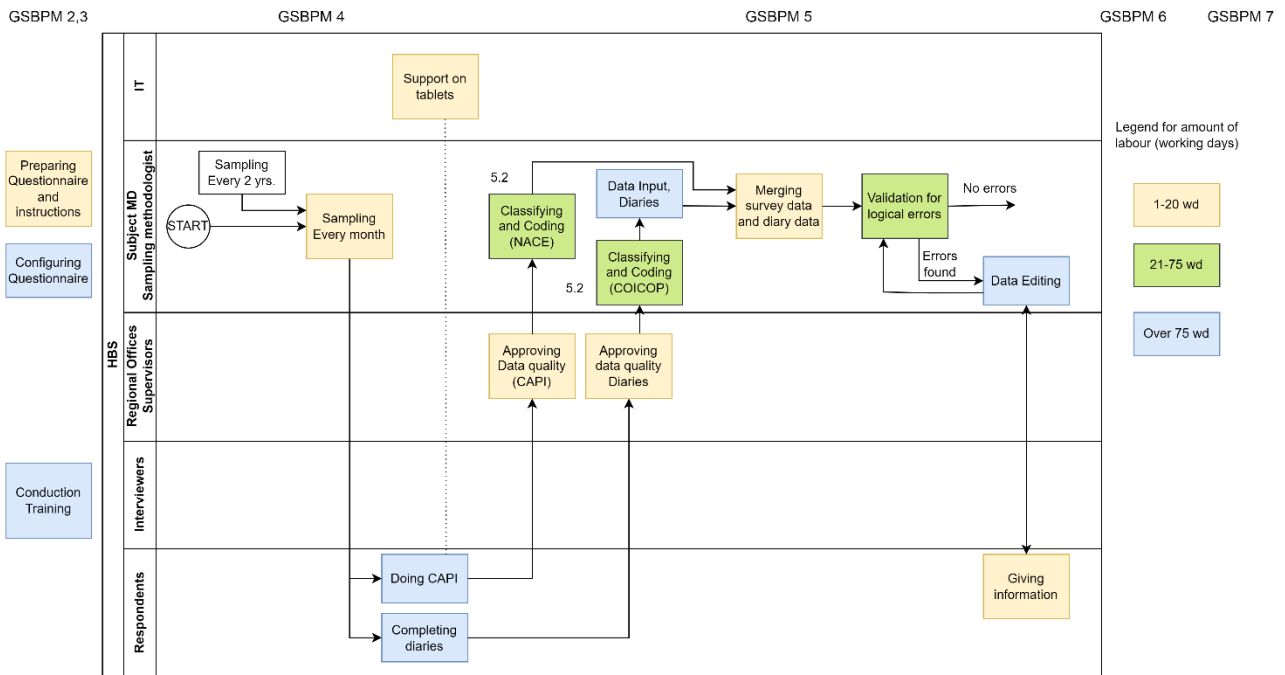 GSBPM 2,3
GSBPM 4
GSBPM 5
GSBPM 6
GSBPM 7
HBS
IT
Support on
tablets
Subject MD
Sampling methodologist
Preparing
Questionnaire
and
instructions
Configuring
Questionnaire
Sampling
Every 2 yrs.
START
Sampling
Every month
5.2
Classifying
and Coding
(NACE)
Data Input,
Diaries
5.2
Classifying
and Coding
(COICOP)
Merging
survey data
and diary data
Validation for
logical errors
No errors
Errors
found
Data Editing
Legend for amount of
labour (working days)
1-20 wd
21-75 wd
Over 75 wd
Regional Offices
Supervisors
Approving
Data quality
(CAPI)
Approving
data quality
Diaries
Interviewers
Conduction
Training
Respondents
Doing CAPI
Completing
diaries
Giving
information